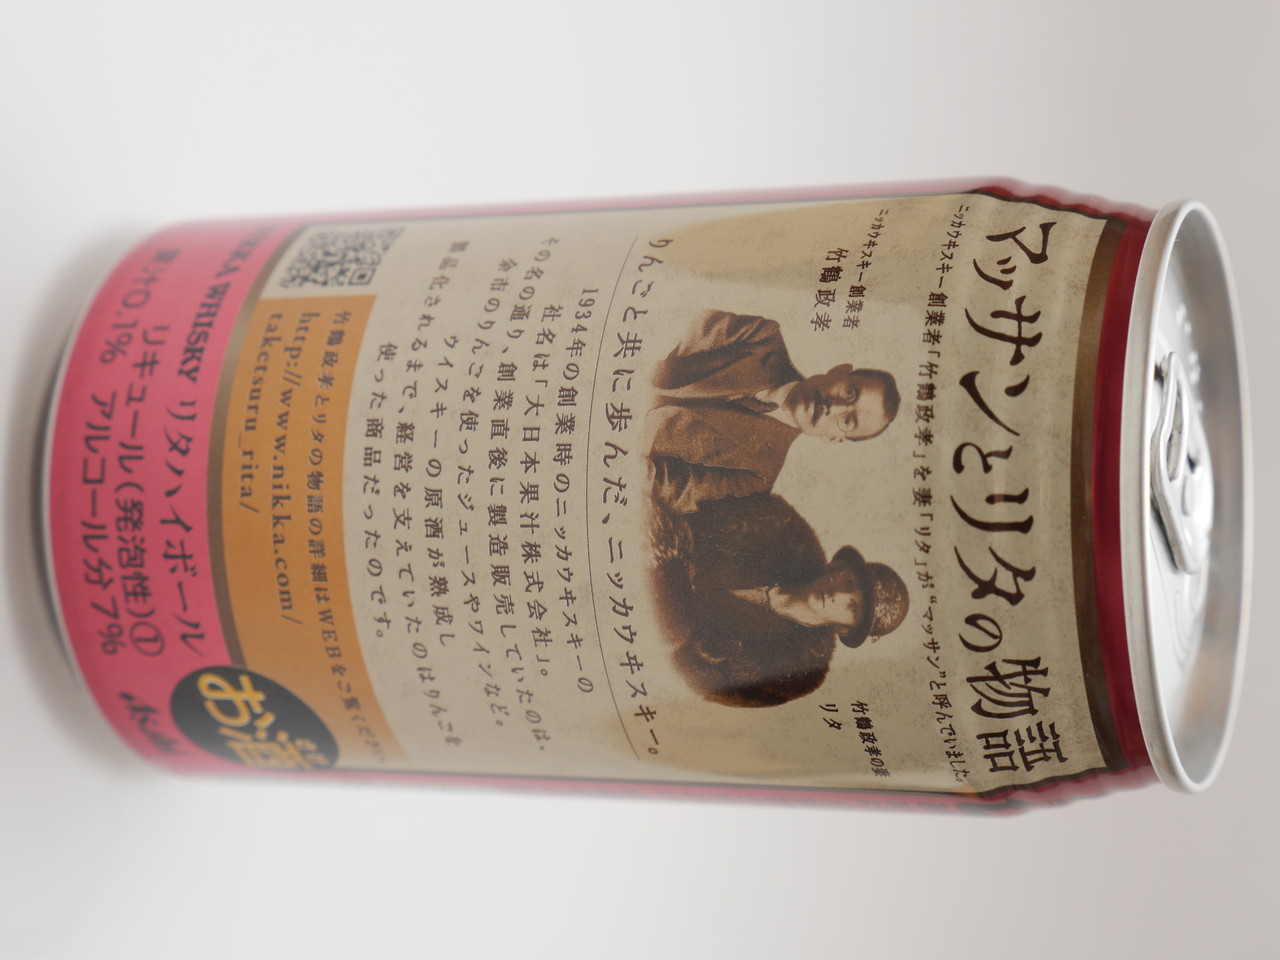 マッサンとリタの物語
ニッカウヰスキー創業者「竹鶴政孝」を妻「リタ」が“マッサン”と呼んでいました。
ニッカウヰスキー創業者
竹鶴政孝
竹鶴政孝の妻
リタ
りんごと共に歩んだ、ニッカウヰスキー。
1934年の創業時のニッカウヰスキーの
社名は「大日本果汁株式会社」。
その名の通り、創業直後に製造販売していたのは、
余市のりんごを使ったジュースやワインなど。
ウイスキーの原酒が熟成し
製品化されるまで、経営を支えていたのはりんごを
使った商品だったのです。
竹鶴政孝とリタの物語の詳細はWEBをご覧ください
http://www.nikka.com/
taketsuru_rita/
WHISKY リタハイボール
リキュール(発泡性)①
果汁0.1% アルコール分7%
お酒
Asahi